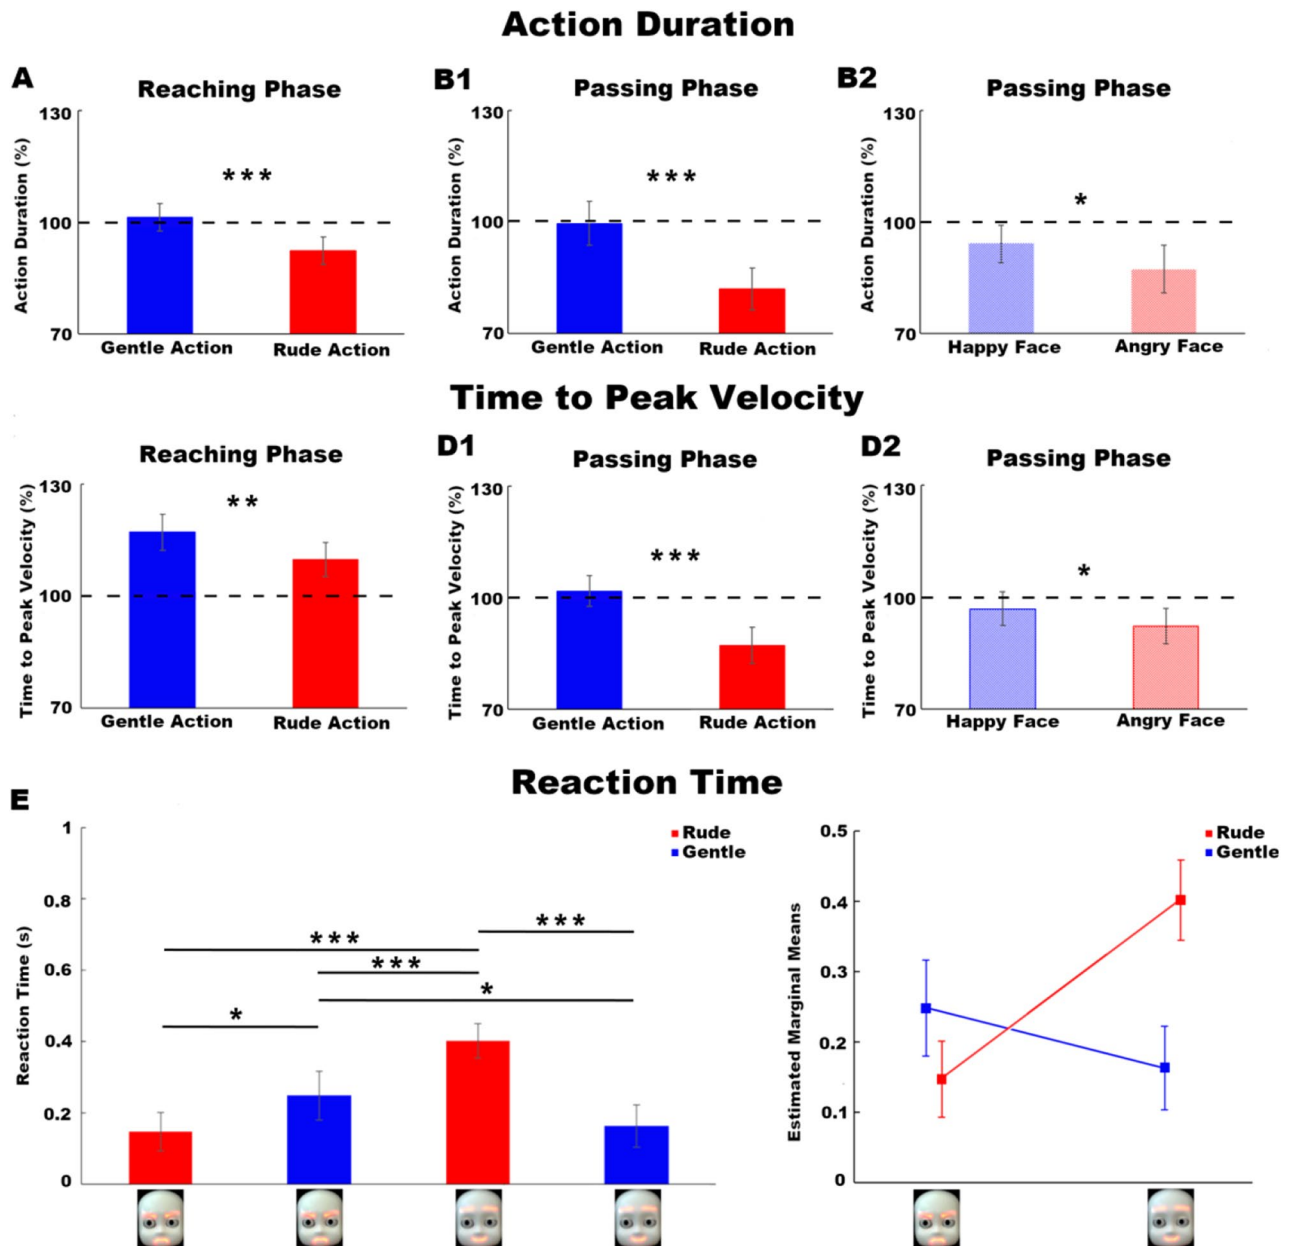 Action Duration
A
Reaching Phase
130
100
70
Action Duration (%)
***
Gentle Action
Rude Action
B1
Passing Phase
130
100
70
Action Duration (%)
***
Gentle Action
Rude Action
B2
Passing Phase
130
100
70
Action Duration (%)
*
Happy Face
Angry Face
Time to Peak Velocity
Reaching Phase
130
100
70
Time to Peak Velocity (%)
**
Gentle Action
Rude Action
D1
Passing Phase
130
100
70
Time to Peak Velocity (%)
***
Gentle Action
Rude Action
D2
Passing Phase
130
100
70
Time to Peak Velocity (%)
*
Happy Face
Angry Face
Reaction Time
E
1
0.8
0.6
0.4
0.2
0
Reaction Time (s)
Rude
Gentle
***
***
***
*
*
0.5
0.4
0.3
0.2
0.1
0
Estimated Marginal Means
Rude
Gentle